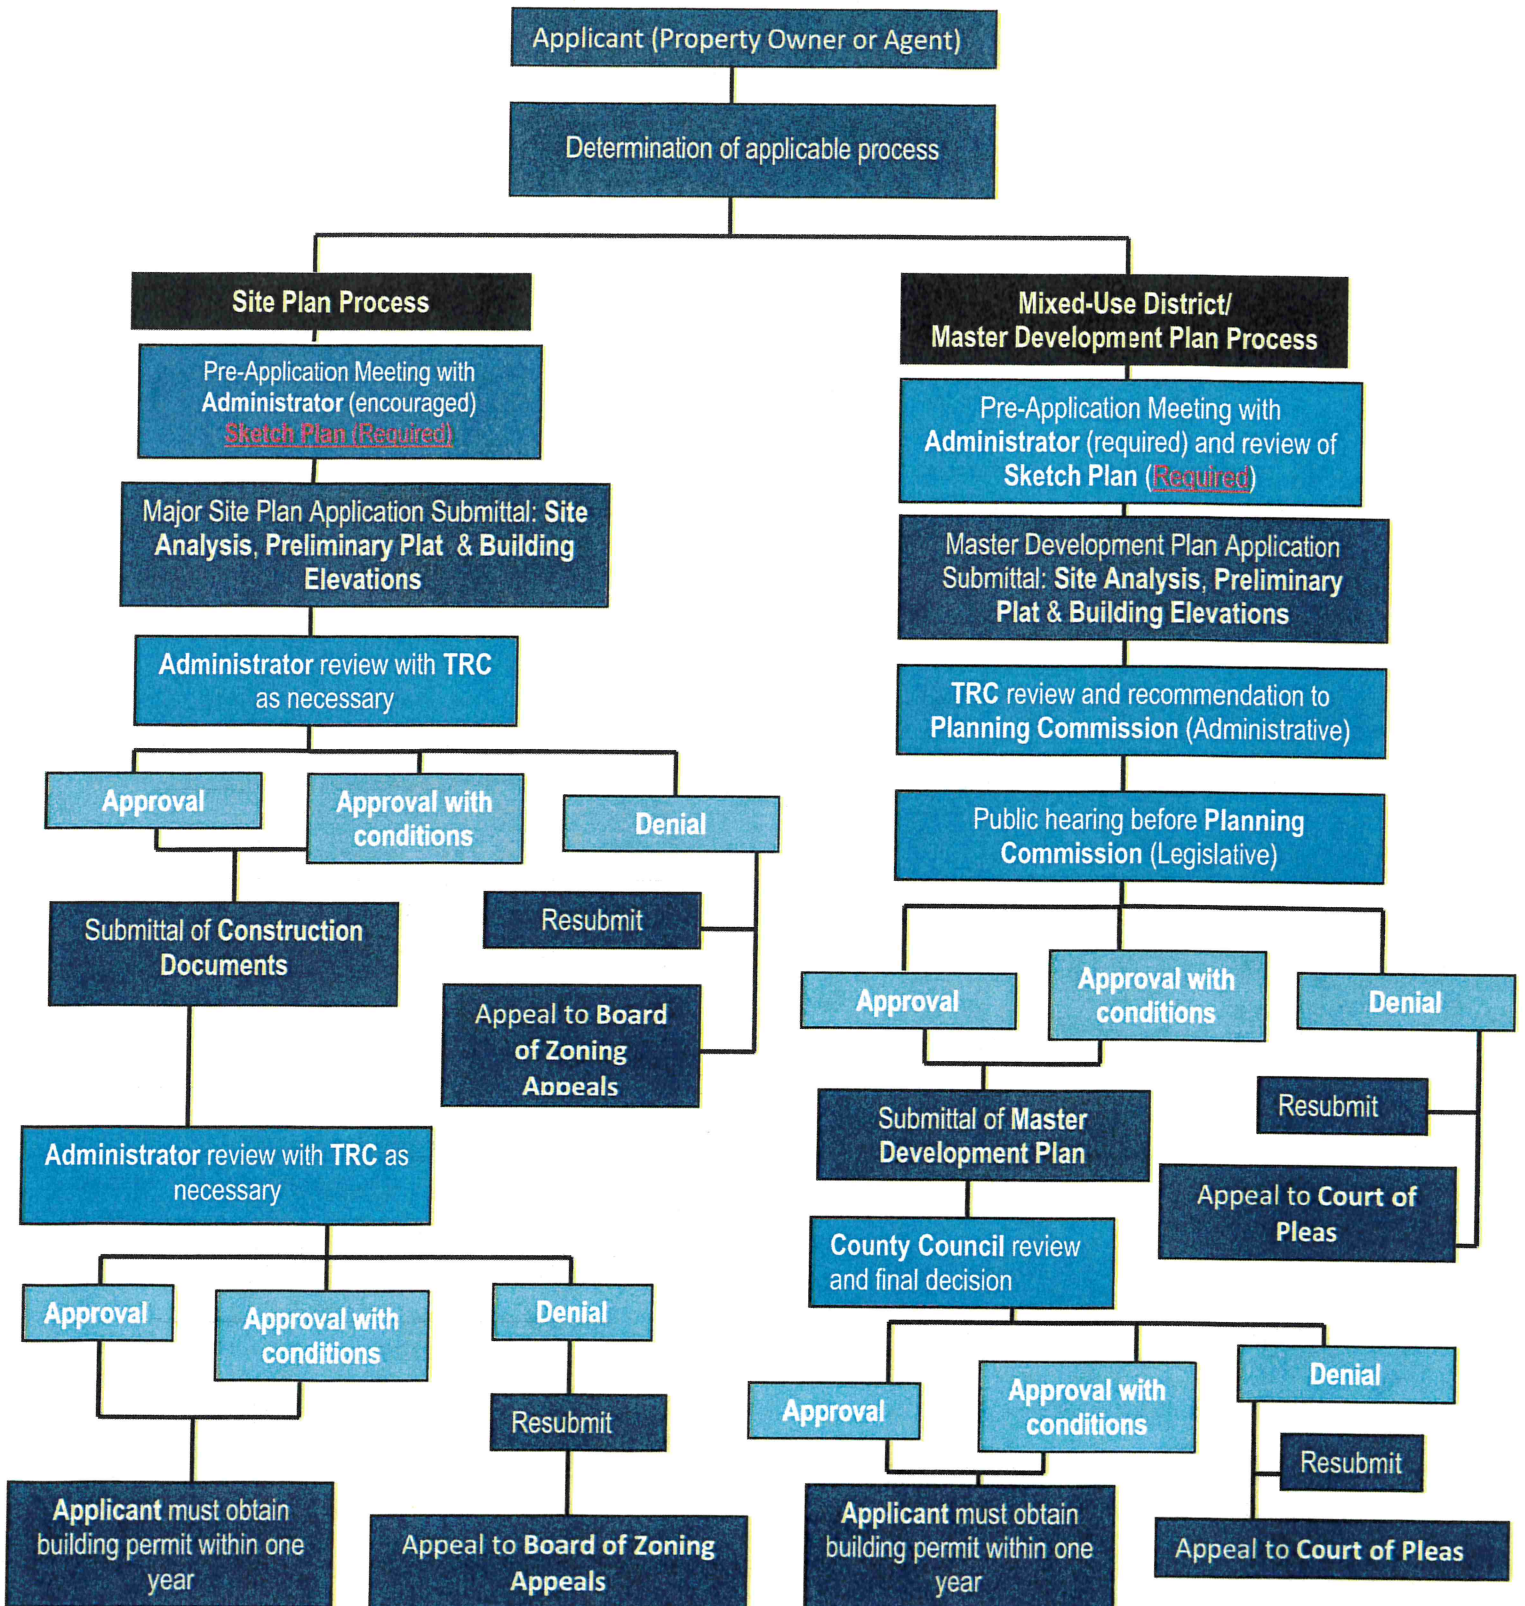 Applicant (Property Owner or Agent)
Determination of applicable process
Site Plan Process
Pre-Application Meeting with
Administrator (encouraged)
Sketch Plan (Required)
Major Site Plan Application Submittal: Site
Analysis, Preliminary Plat & Building
Elevations
Administrator review with TRC
as necessary
Approval
Approval with
conditions
Denial
Resubmit
Appeal to Board
of Zoning
Appeals
Submittal of Construction
Documents
Administrator review with TRC as
necessary
Approval
Approval with
conditions
Denial
Resubmit
Applicant must obtain
building permit within one
year
Appeal to Board of Zoning
Appeals
Mixed-Use District/
Master Development Plan Process
Pre-Application Meeting with
Administrator (required) and review of
Sketch Plan (Required)
Master Development Plan Application
Submittal: Site Analysis, Preliminary
Plat & Building Elevations
TRC review and recommendation to
Planning Commission (Administrative)
Public hearing before Planning
Commission (Legislative)
Approval
Approval with
conditions
Denial
Resubmit
Appeal to Court of
Pleas
Submittal of Master
Development Plan
County Council review
and final decision
Approval
Approval with
conditions
Denial
Resubmit
Applicant must obtain
building permit within one
year
Appeal to Court of Pleas